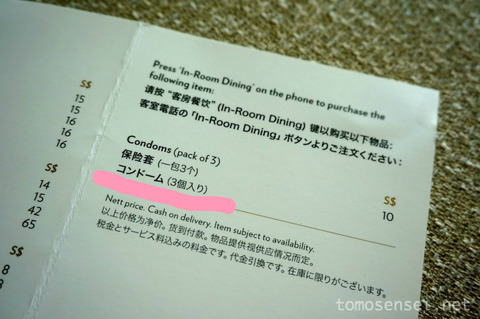 S$
15
15
16
16
S$
14
15
42
65
S$
8
8
Press 'In-Room Dining' on the phone to purchase the
following item:
请按 “客房餐饮” (In-Room Dining) 键以购买以下物品:
客室電話の「In-Room Dining」ボタンよりご注文ください:
S$
Condoms (pack of 3) 10
保险套 (一包3个)
コンドーム (3個入り)
Nett price. Cash on delivery. Item subject to availability.
以上价格为净价。货到付款。物品提供视供应情况而定。
税金とサービス料込みの料金です。代金引換です。在庫に限りがございます。
tomosensei.net